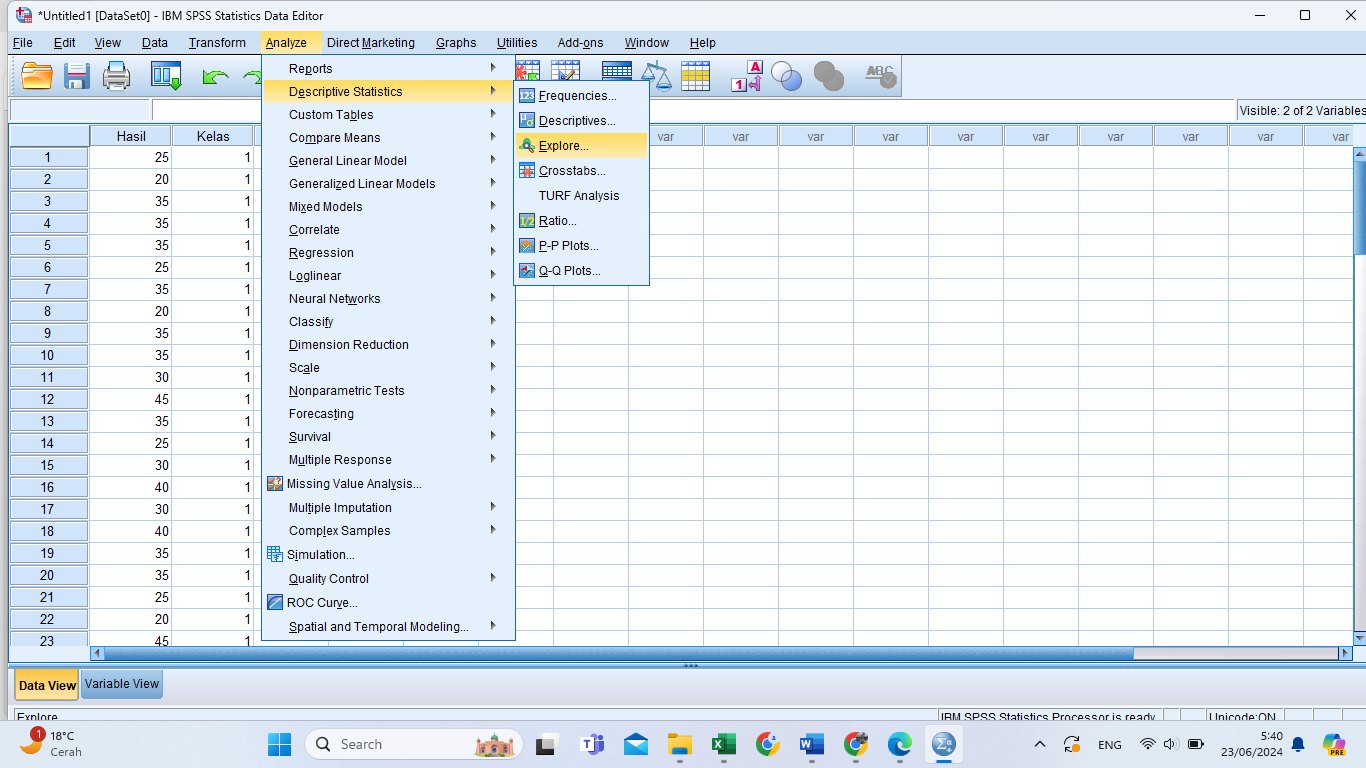 *Untitled1 [DataSet0] - IBM SPSS Statistics Data Editor
File Edit View Data Transform Analyze Direct Marketing Graphs Utilities Add-ons Window Help
Visible: 2 of 2 Variables
Hasil Kelas var var var var var var var var var var
1 25 1
2 20 1
3 35 1
4 35 1
5 35 1
6 25 1
7 35 1
8 20 1
9 35 1
10 35 1
11 30 1
12 45 1
13 35 1
14 25 1
15 30 1
16 40 1
17 30 1
18 40 1
19 35 1
20 35 1
21 25 1
22 20 1
23 45 1
Reports
Descriptive Statistics
Custom Tables
Compare Means
General Linear Model
Generalized Linear Models
Mixed Models
Correlate
Regression
Loglinear
Neural Networks
Classify
Dimension Reduction
Scale
Nonparametric Tests
Forecasting
Survival
Multiple Response
Missing Value Analysis...
Multiple Imputation
Complex Samples
Simulation...
Quality Control
ROC Curve...
Spatial and Temporal Modeling...
Frequencies...
Descriptives...
Explore...
Crosstabs...
TURF Analysis
Ratio...
P-P Plots...
Q-Q Plots...
Data View Variable View
Explore IBM SPSS Statistics Processor is ready Unicode:ON
1
18°C
Cerah
Search
ENG
5:40
23/06/2024
PRE